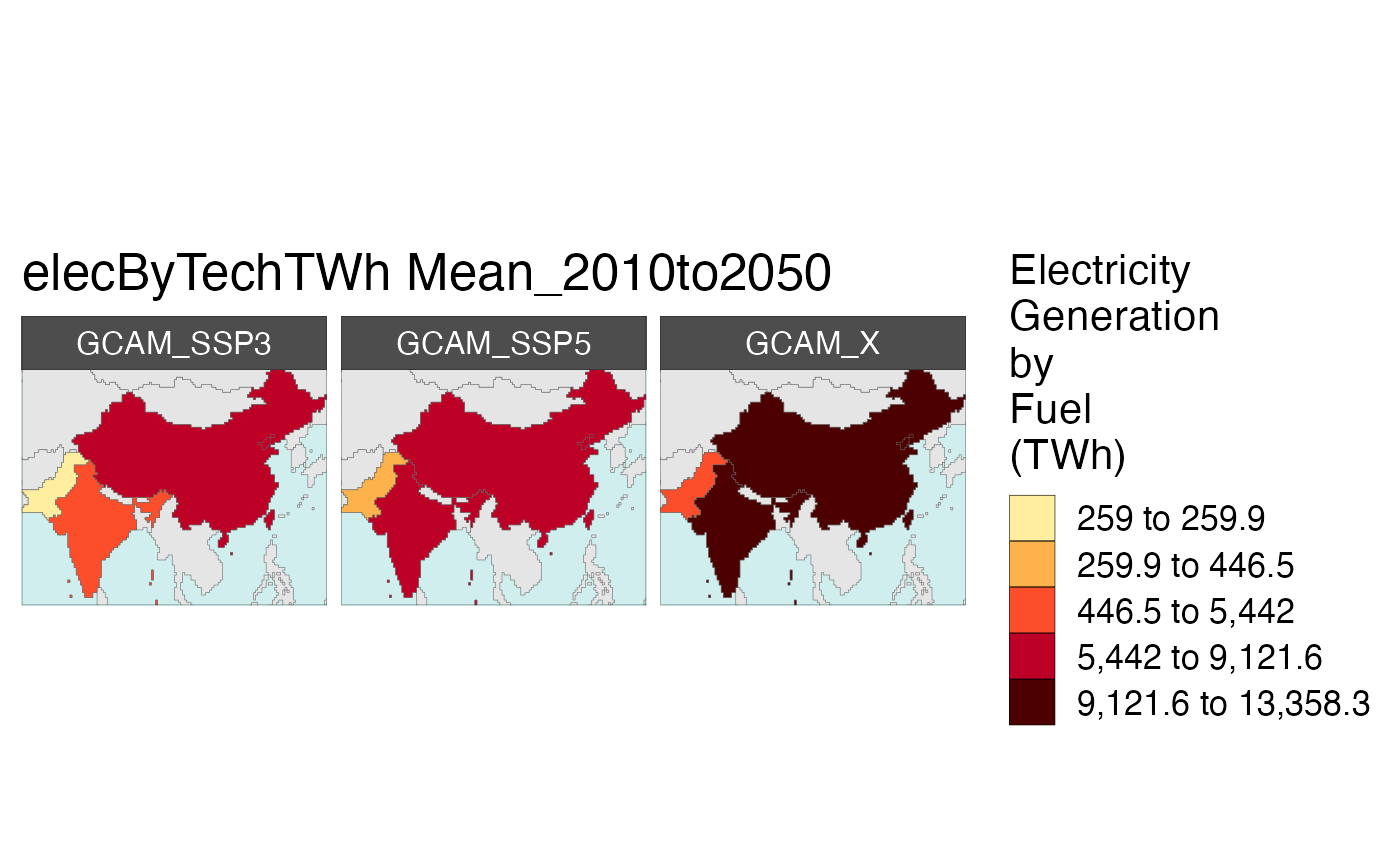 elecByTechTWh Mean_2010to2050
GCAM_SSP3
GCAM_SSP5
GCAM_X
Electricity
Generation
by
Fuel
(TWh)
259 to 259.9
259.9 to 446.5
446.5 to 5,442
5,442 to 9,121.6
9,121.6 to 13,358.3